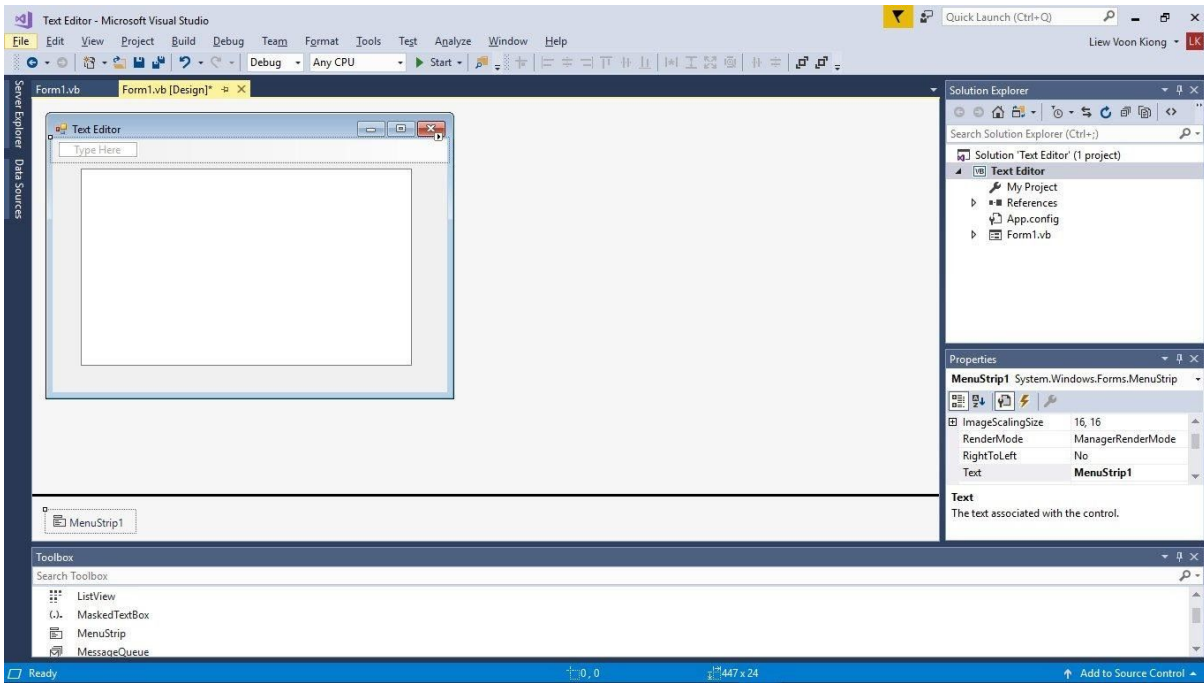 Text Editor - Microsoft Visual Studio
Quick Launch (Ctrl+Q)
File Edit View Project Build Debug Team Format Tools Test Analyze Window Help
Liew Voon Kiong LK
Debug Any CPU Start
Server Explorer
Data Sources
Form1.vb Form1.vb [Design]*
Text Editor
Type Here
MenuStrip1
Solution Explorer
Search Solution Explorer (Ctrl+;)
Solution 'Text Editor' (1 project)
VB Text Editor
My Project
References
App.config
Form1.vb
Properties
MenuStrip1 System.Windows.Forms.MenuStrip
ImageScalingSize 16, 16
RenderMode ManagerRenderMode
RightToLeft No
Text MenuStrip1
Text
The text associated with the control.
Toolbox
Search Toolbox
ListView
(.). MaskedTextBox
MenuStrip
MessageQueue
Ready 0 , 0 447 x 24 Add to Source Control